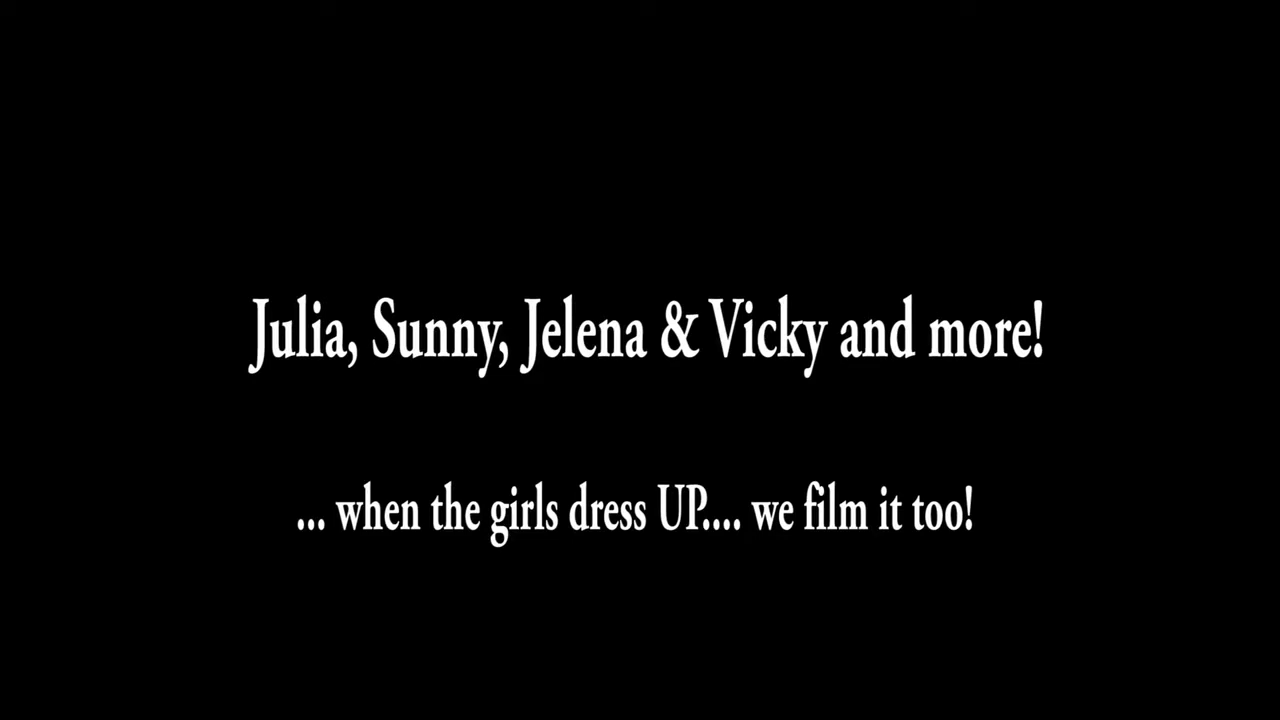 Julia, Sunny, Jelena & Vicky and more!
... when the girls dress UP.... we film it too!